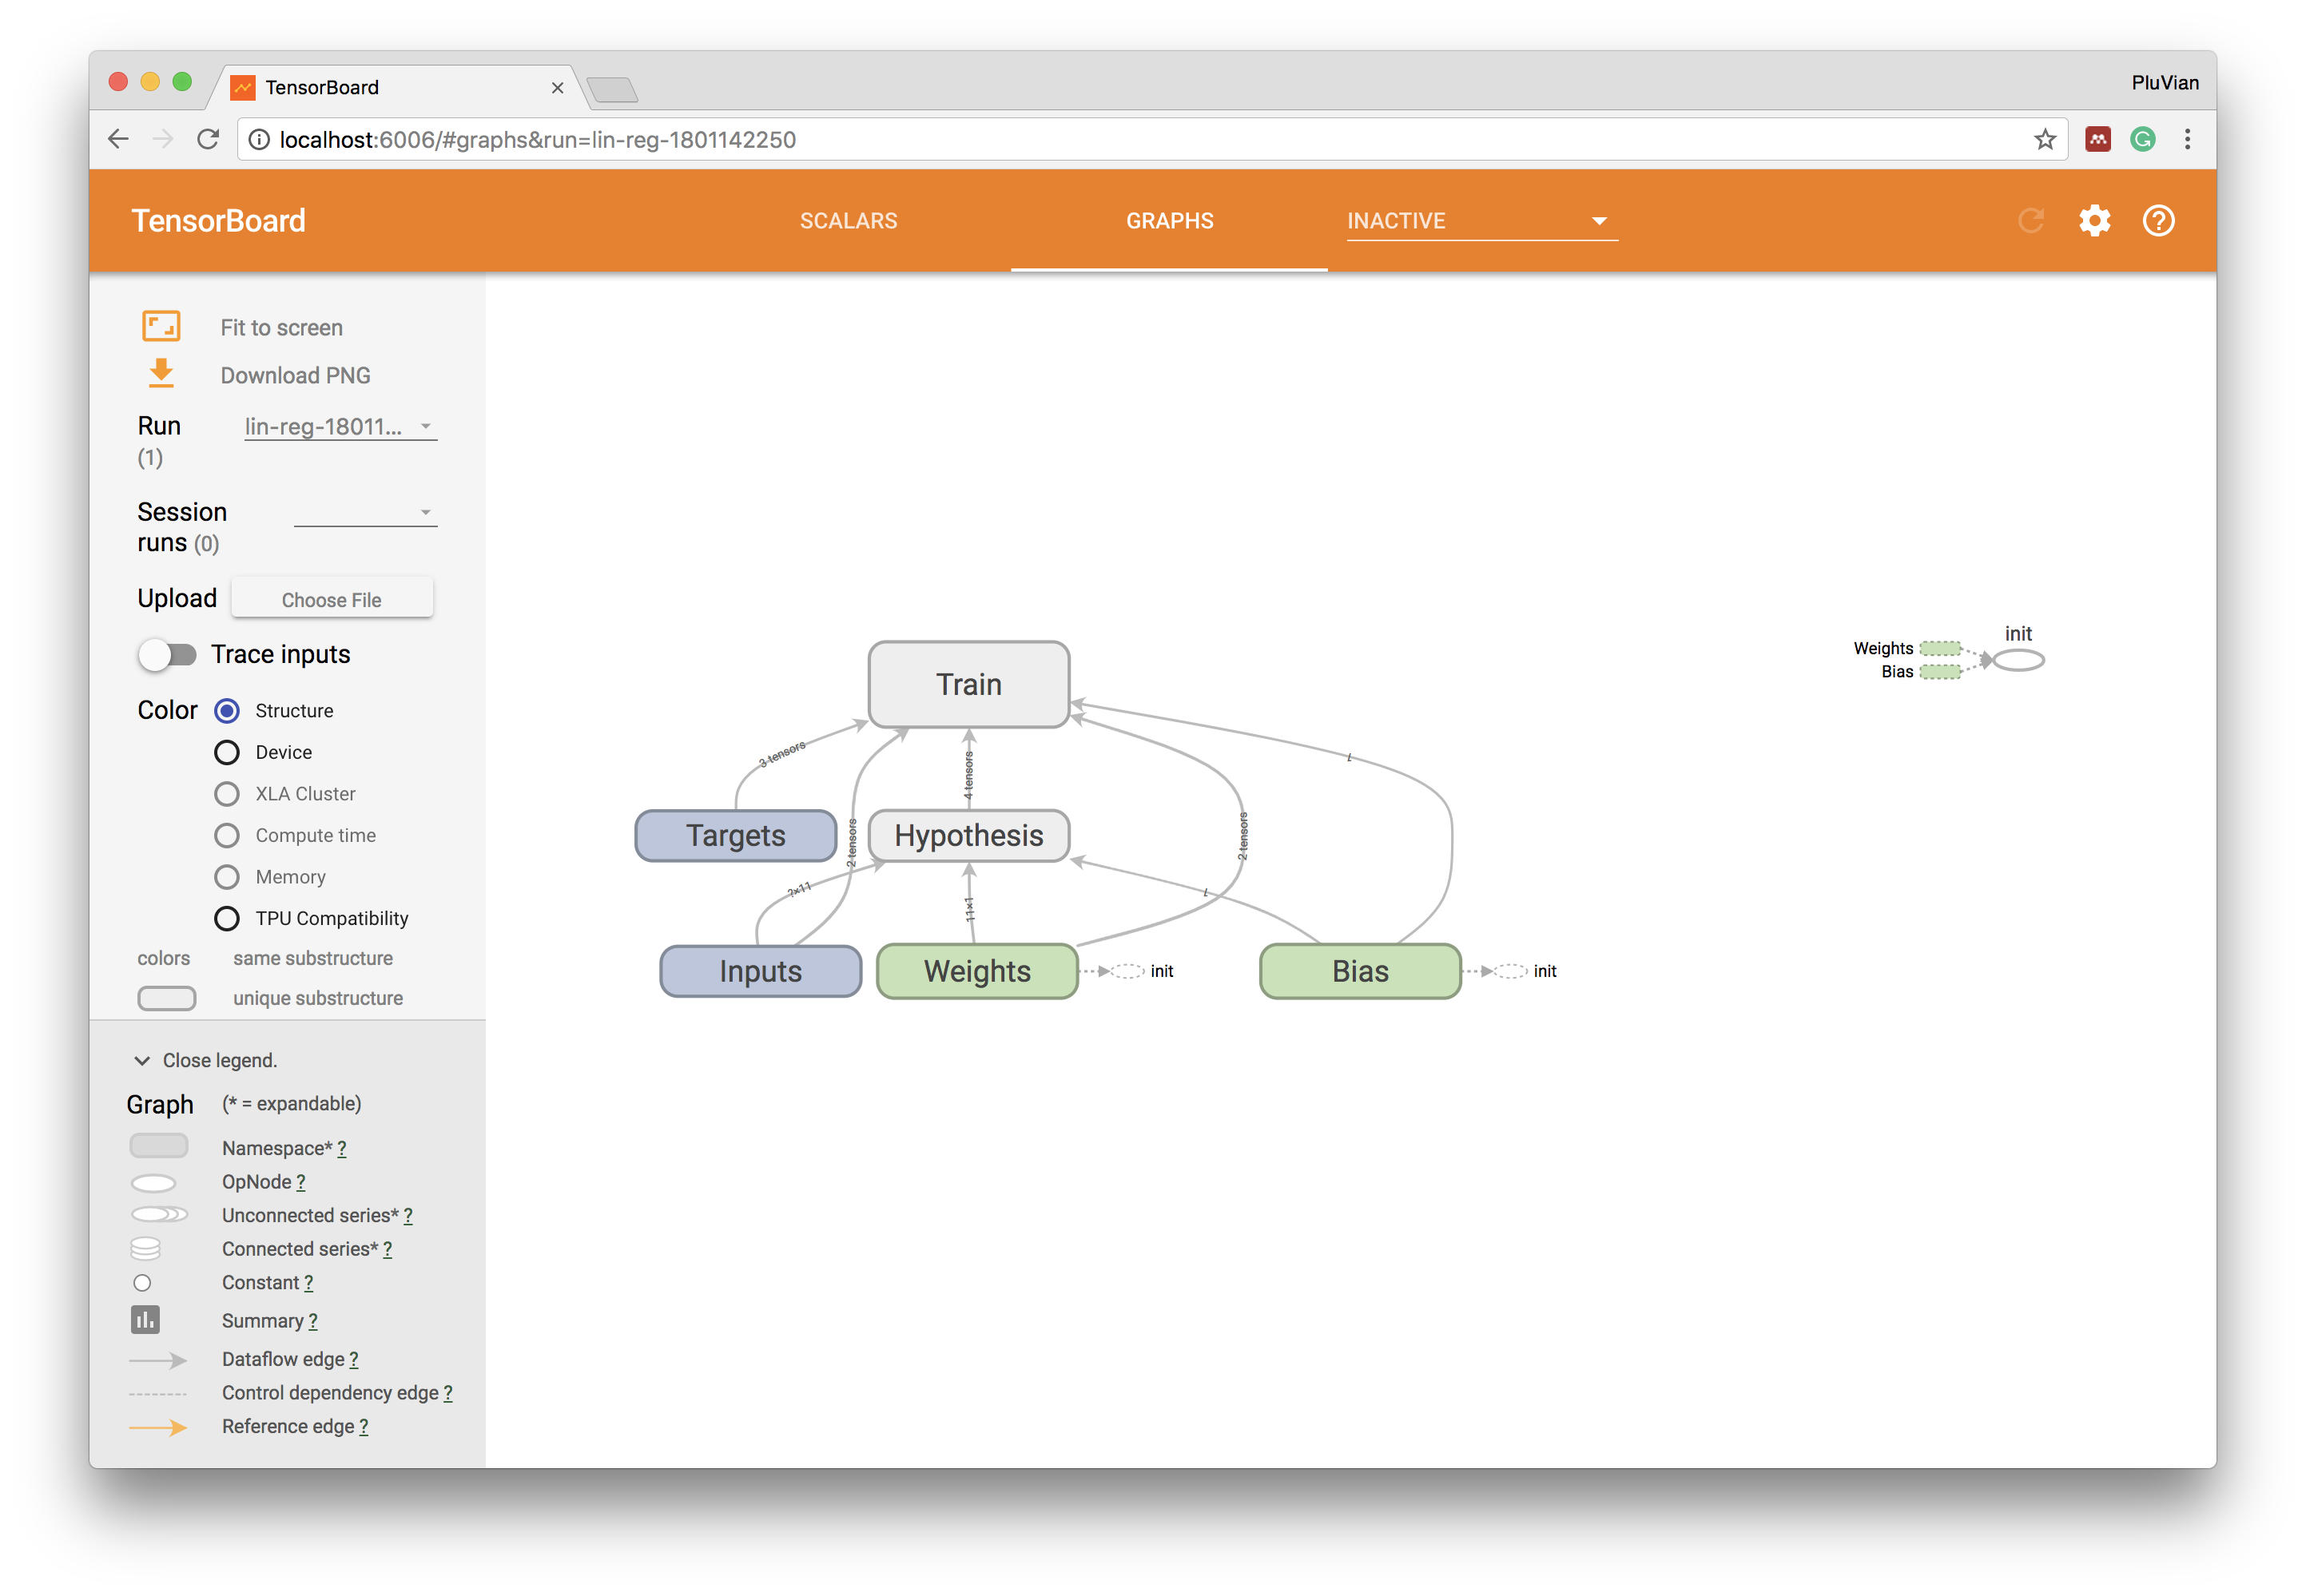 TensorBoard
PluVian
localhost:6006/#graphs&run=lin-reg-1801142250
TensorBoard
SCALARS
GRAPHS
INACTIVE
Fit to screen
Download PNG
Run
(1)
lin-reg-18011...
Session
runs (0)
Upload
Choose File
Trace inputs
Color
Structure
Device
XLA Cluster
Compute time
Memory
TPU Compatibility
colors
same substructure
unique substructure
Close legend.
Graph
(* = expandable)
Namespace* ?
OpNode ?
Unconnected series* ?
Connected series* ?
Constant ?
Summary ?
Dataflow edge ?
Control dependency edge ?
Reference edge ?
Train
3 tensors
4 tensors
2 tensors
2 tensors
Targets
Hypothesis
?×11
11×1
Inputs
Weights
init
Bias
init
init
Weights
Bias